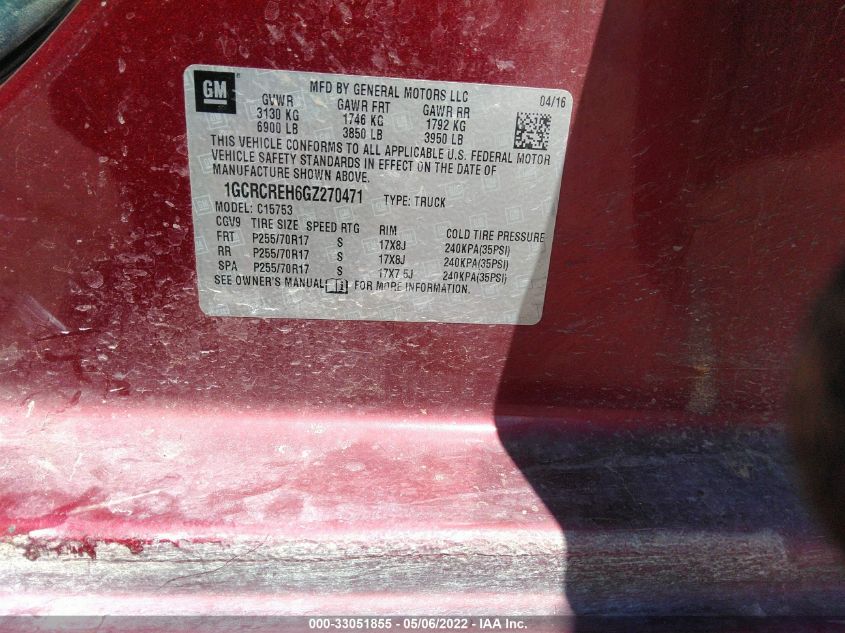 GM ®
MFD BY GENERAL MOTORS LLC
04/16
GVWR GAWR FRT GAWR RR
3130 KG 1746 KG 1792 KG
6900 LB 3850 LB 3950 LB
THIS VEHICLE CONFORMS TO ALL APPLICABLE U.S. FEDERAL MOTOR
VEHICLE SAFETY STANDARDS IN EFFECT ON THE DATE OF
MANUFACTURE SHOWN ABOVE.
1GCRCREH6GZ270471 TYPE: TRUCK
MODEL: C15753
CGV9 TIRE SIZE SPEED RTG RIM COLD TIRE PRESSURE
FRT P255/70R17 S 17X8J 240KPA(35PSI)
RR P255/70R17 S 17X8J 240KPA(35PSI)
SPA P255/70R17 S 17X7.5J 240KPA(35PSI)
SEE OWNER'S MANUAL FOR MORE INFORMATION.
000-33051855 - 05/06/2022 - IAA Inc.